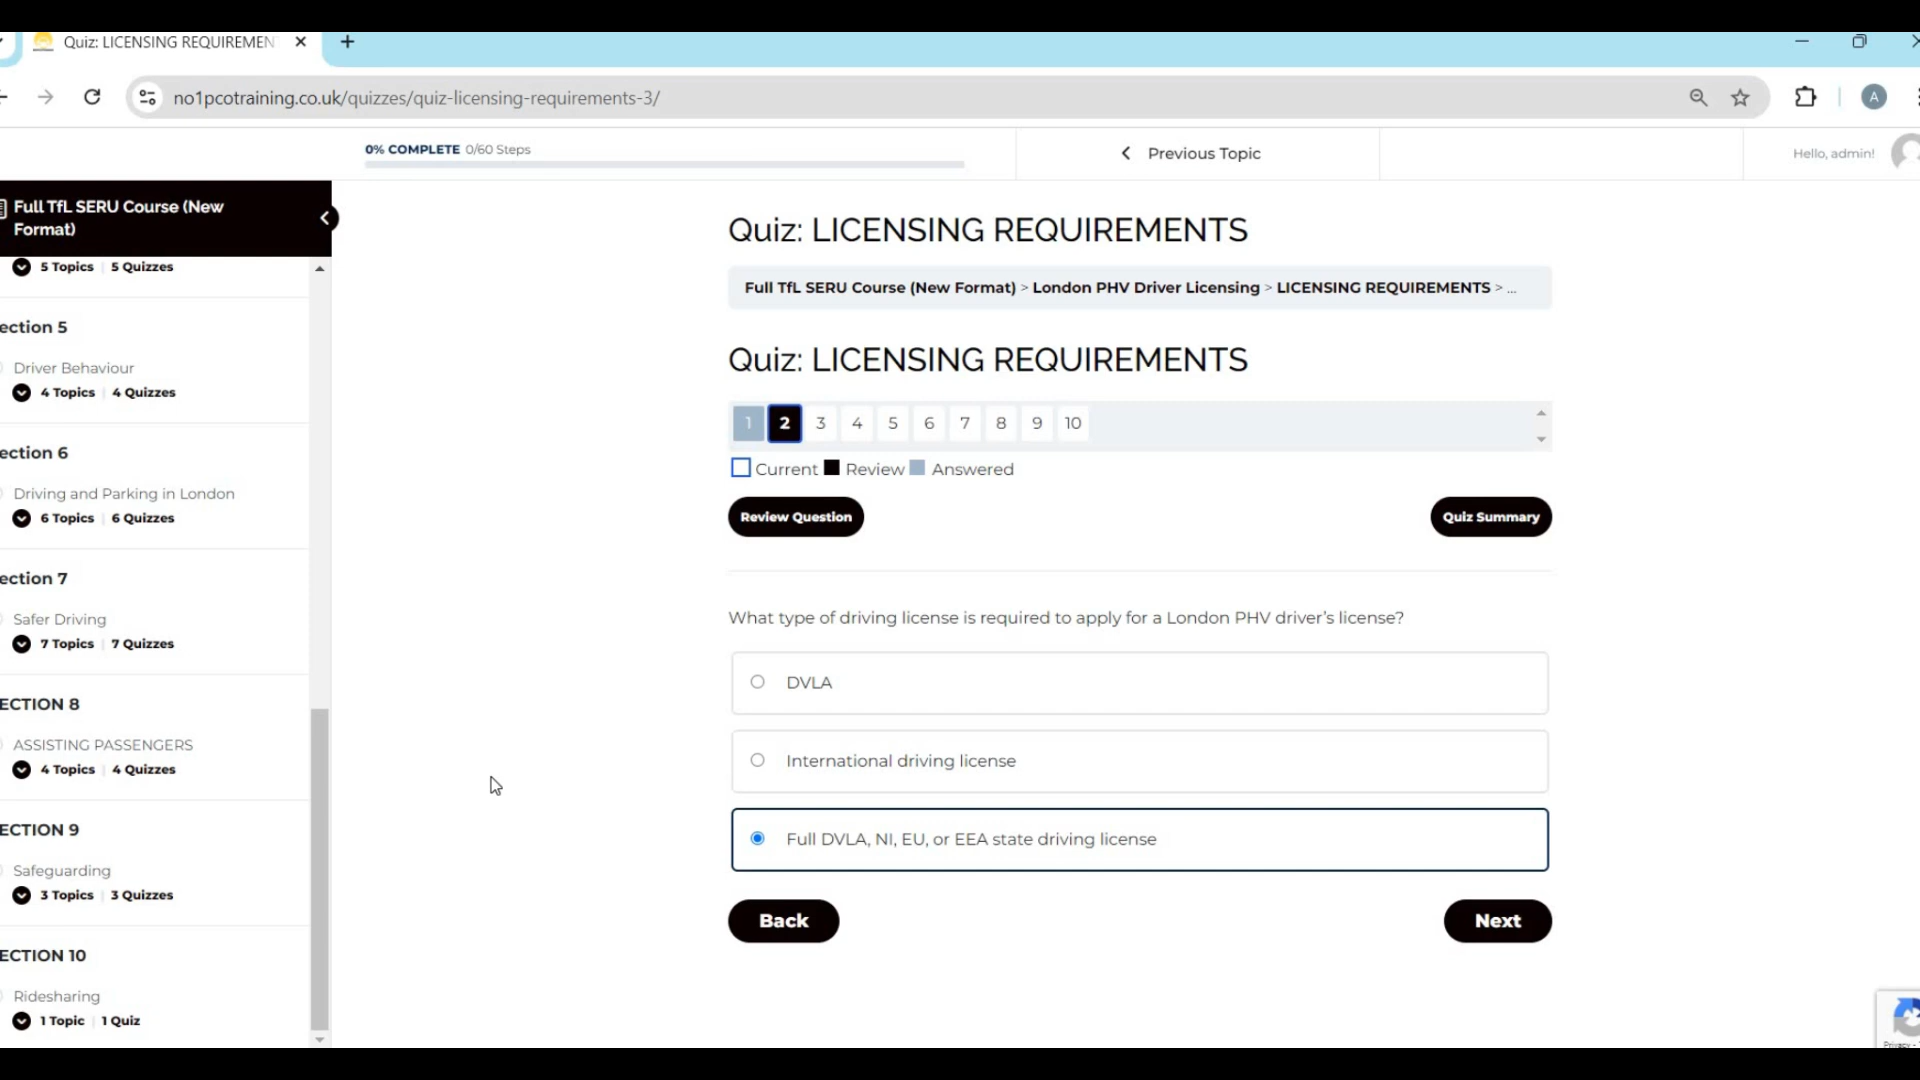 Quiz: LICENSING REQUIREMEN
no1pcotraining.co.uk/quizzes/quiz-licensing-requirements-3/
A
0% COMPLETE 0/60 Steps
Previous Topic
Hello, admin!
Full TfL SERU Course (New
Format)
5 Topics | 5 Quizzes
ection 5
Driver Behaviour
4 Topics | 4 Quizzes
ection 6
Driving and Parking in London
6 Topics | 6 Quizzes
ection 7
Safer Driving
7 Topics | 7 Quizzes
ECTION 8
ASSISTING PASSENGERS
4 Topics | 4 Quizzes
ECTION 9
Safeguarding
3 Topics | 3 Quizzes
ECTION 10
Ridesharing
1 Topic | 1 Quiz
Quiz: LICENSING REQUIREMENTS
Full TfL SERU Course (New Format) > London PHV Driver Licensing > LICENSING REQUIREMENTS > ...
Quiz: LICENSING REQUIREMENTS
1 2 3 4 5 6 7 8 9 10
Current Review Answered
Review Question
Quiz Summary
What type of driving license is required to apply for a London PHV driver's license?
DVLA
International driving license
Full DVLA, NI, EU, or EEA state driving license
Back
Next
Privacy -